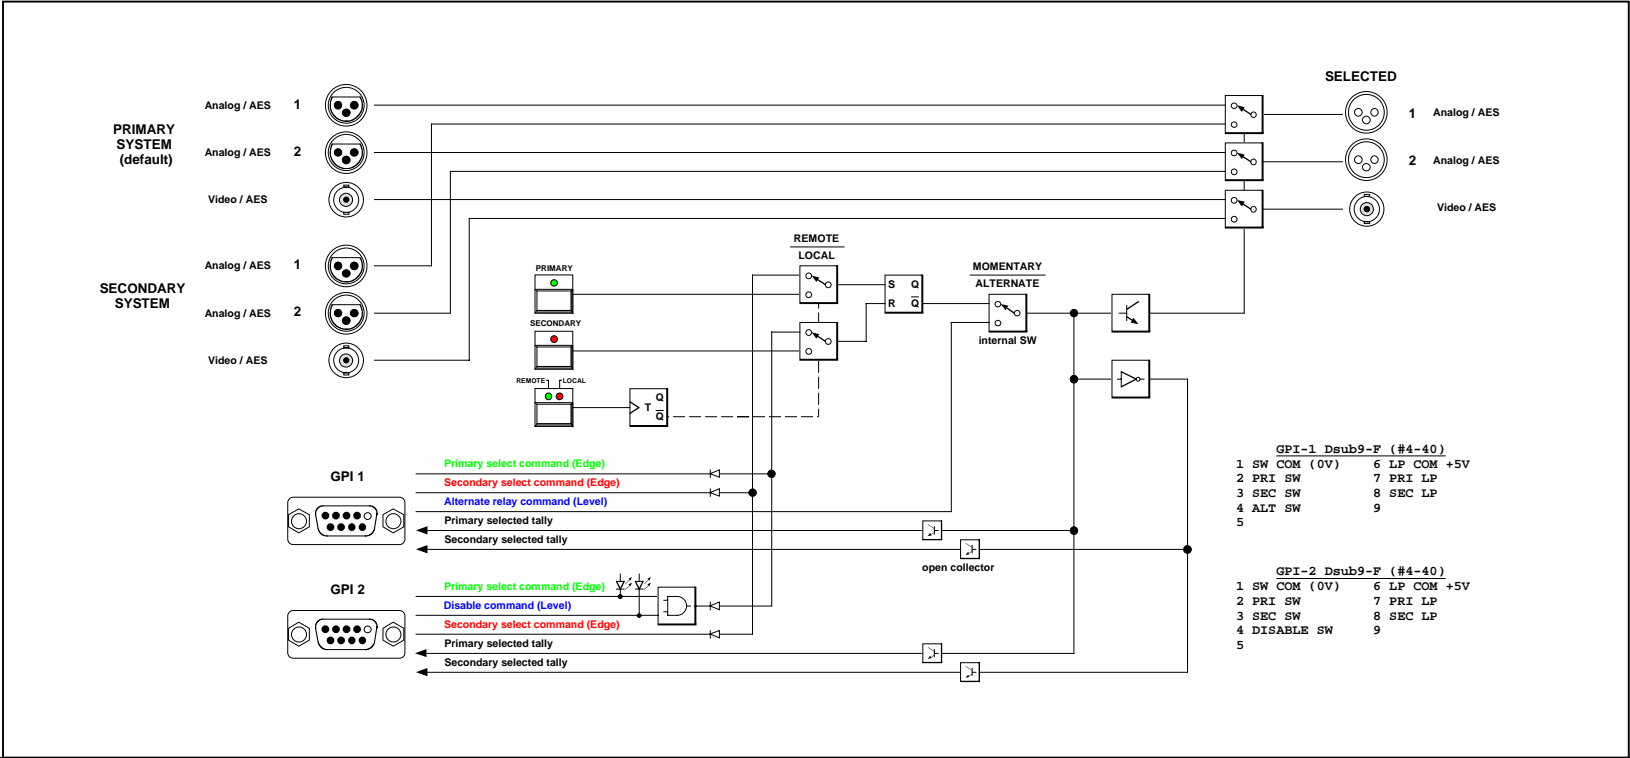 SELECTED
PRIMARY
SYSTEM
(default)
Analog / AES 1
Analog / AES 2
Video / AES
1 Analog / AES
2 Analog / AES
Video / AES
SECONDARY
SYSTEM
Analog / AES 1
Analog / AES 2
Video / AES
REMOTE
LOCAL
PRIMARY
SECONDARY
REMOTE LOCAL
S Q
R Q
T Q
Q
MOMENTARY
ALTERNATE
internal SW
GPI 1
Primary select command (Edge)
Secondary select command (Edge)
Alternate relay command (Level)
Primary selected tally
Secondary selected tally
open collector
GPI 2
Primary select command (Edge)
Disable command (Level)
Secondary select command (Edge)
Primary selected tally
Secondary selected tally
GPI-1 Dsub9-F (#4-40)
1 SW COM (0V) 6 LP COM +5V
2 PRI SW 7 PRI LP
3 SEC SW 8 SEC LP
4 ALT SW 9
5
GPI-2 Dsub9-F (#4-40)
1 SW COM (0V) 6 LP COM +5V
2 PRI SW 7 PRI LP
3 SEC SW 8 SEC LP
4 DISABLE SW 9
5